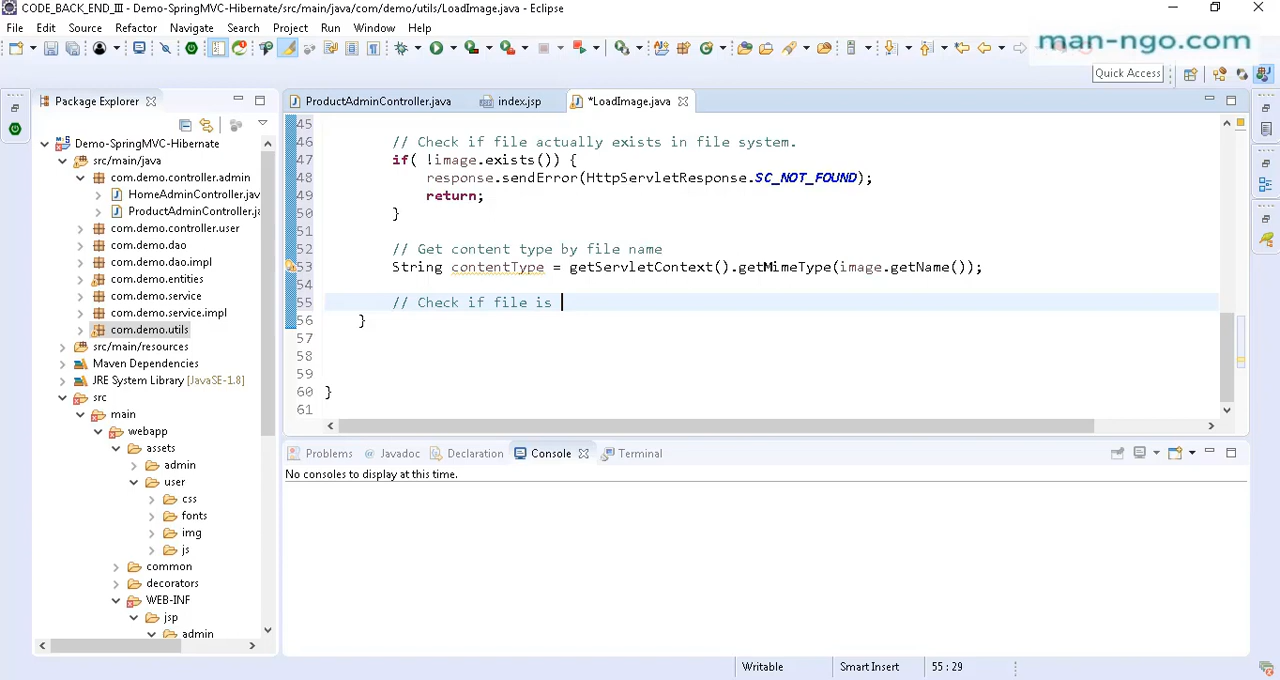 CODE_BACK_END_III - Demo-SpringMVC-Hibernate/src/main/java/com/demo/utils/LoadImage.java - Eclipse
File Edit Source Refactor Navigate Search Project Run Window Help
man-ngo.com
Quick Access
Package Explorer
ProductAdminController.java index.jsp *LoadImage.java
Demo-SpringMVC-Hibernate
src/main/java
com.demo.controller.admin
HomeAdminController.jav
ProductAdminController.ja
com.demo.controller.user
com.demo.dao
com.demo.dao.impl
com.demo.entities
com.demo.service
com.demo.service.impl
com.demo.utils
src/main/resources
Maven Dependencies
JRE System Library [JavaSE-1.8]
src
main
webapp
assets
admin
user
css
fonts
img
js
common
decorators
WEB-INF
jsp
admin
45
46 // Check if file actually exists in file system.
47 if( !image.exists()) {
48 response.sendError(HttpServletResponse.SC_NOT_FOUND);
49 return;
50 }
51
52 // Get content type by file name
53 String contentType = getServletContext().getMimeType(image.getName());
54
55 // Check if file is
56 }
57
58
59
60 }
61
Problems Javadoc Declaration Console Terminal
No consoles to display at this time.
Writable Smart Insert 55 : 29